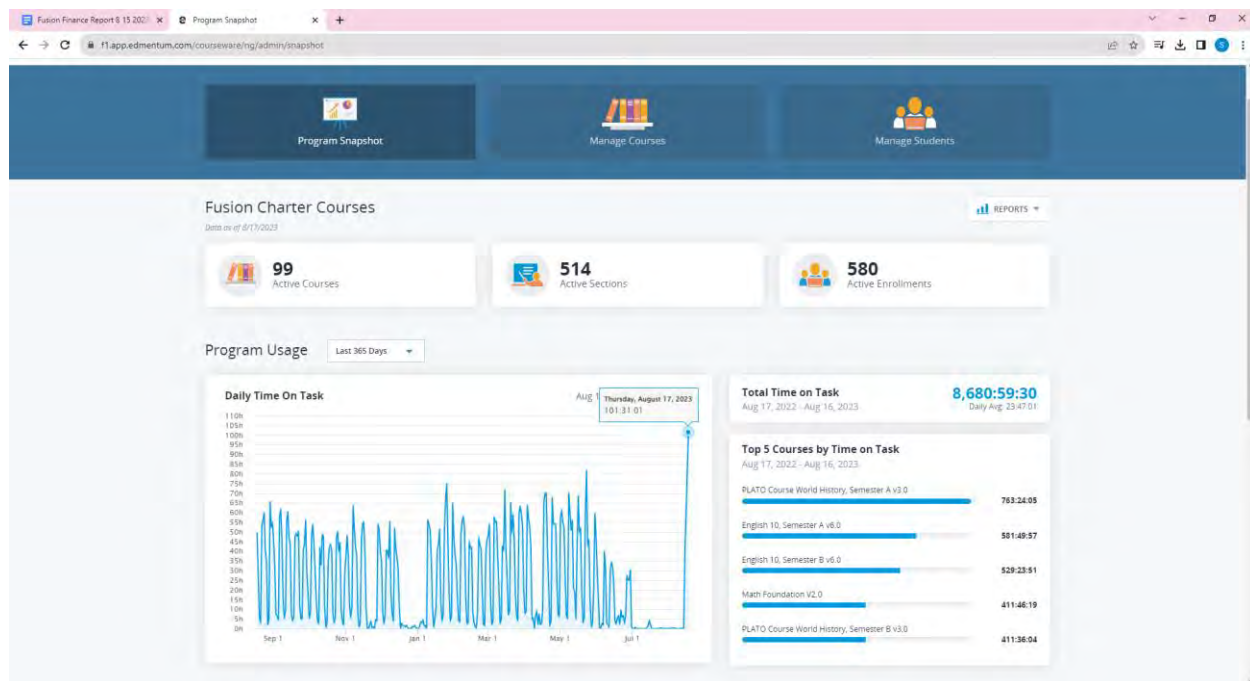 Fusion Finance Report 8 15 202
Program Snapshot
f1.app.edmentum.com/courseware/ng/admin/snapshot
S
Program Snapshot
Manage Courses
Manage Students
Fusion Charter Courses
REPORTS
Data as of 8/17/2023
99
Active Courses
514
Active Sections
580
Active Enrollments
Program Usage
Last 365 Days
Daily Time On Task
Aug 1
Thursday, August 17, 2023
101:31:01
110h
105h
100h
95h
90h
85h
80h
75h
70h
65h
60h
55h
50h
45h
40h
35h
30h
25h
20h
15h
10h
5h
0h
Sep 1
Nov 1
Jan 1
Mar 1
May 1
Jul 1
Total Time on Task
8,680:59:30
Aug 17, 2022 - Aug 16, 2023
Daily Avg: 23:47:01
Top 5 Courses by Time on Task
Aug 17, 2022 - Aug 16, 2023
PLATO Course World History, Semester A v3.0
763:24:05
English 10, Semester A v6.0
581:49:57
English 10, Semester B v6.0
529:23:51
Math Foundation V2.0
411:46:19
PLATO Course World History, Semester B v3.0
411:36:04